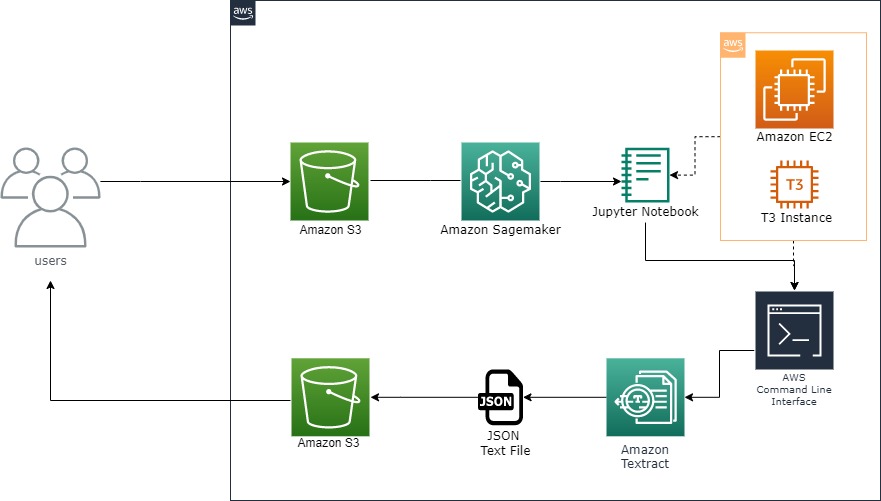 aws
aws
Amazon EC2
T3
T3 Instance
users
Amazon S3
Amazon Sagemaker
Jupyter Notebook
AWS
Command Line
Interface
Amazon S3
JSON
JSON
Text File
T
Amazon
Textract